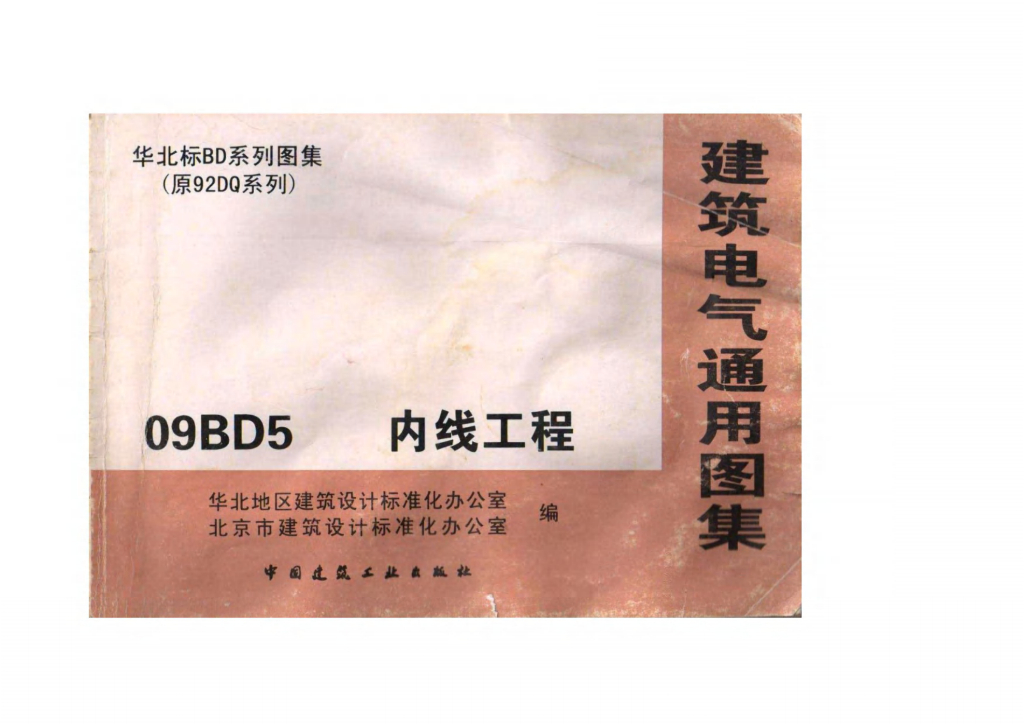 华北标BD系列图集
(原92DQ系列)
建筑电气通用图集
09BD5 内线工程
华北地区建筑设计标准化办公室
北京市建筑设计标准化办公室
编
中国建筑工业出版社